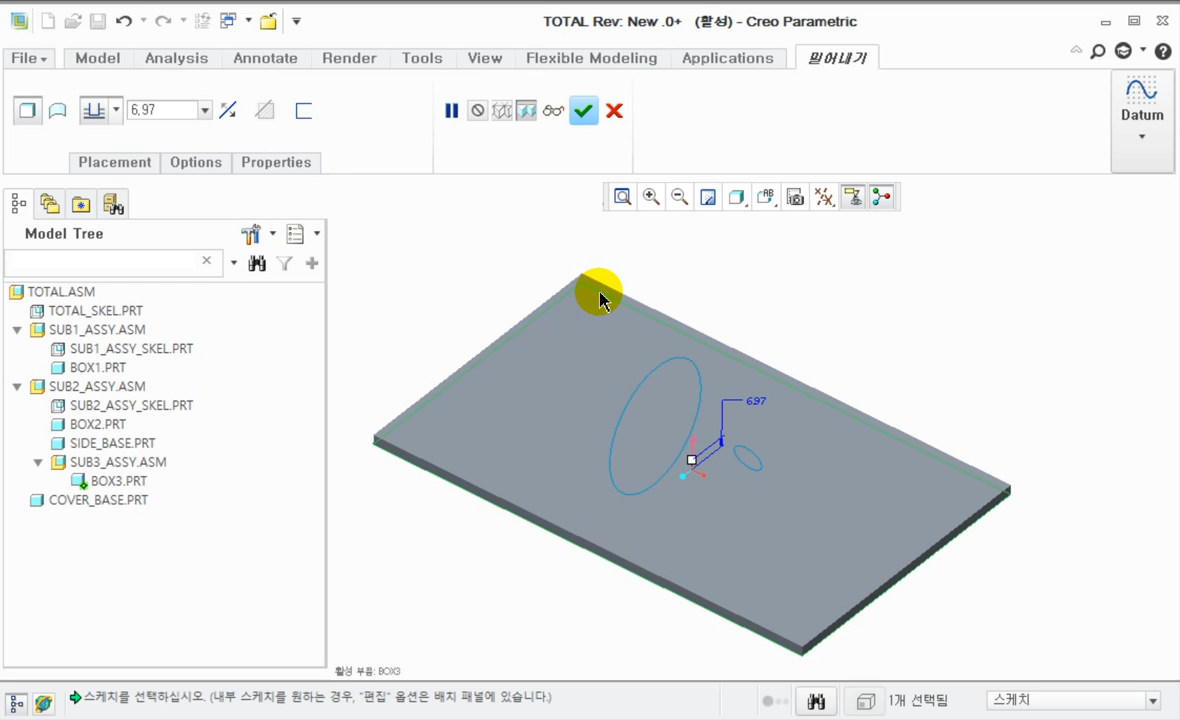 TOTAL Rev: New .0+ (활성) - Creo Parametric
File Model Analysis Annotate Render Tools View Flexible Modeling Applications 밀어내기
6.97
Datum
Placement Options Properties
Model Tree
TOTAL.ASM
TOTAL_SKEL.PRT
SUB1_ASSY.ASM
SUB1_ASSY_SKEL.PRT
BOX1.PRT
SUB2_ASSY.ASM
SUB2_ASSY_SKEL.PRT
BOX2.PRT
SIDE_BASE.PRT
SUB3_ASSY.ASM
BOX3.PRT
COVER_BASE.PRT
6.97
활성 부품: BOX3
스케치를 선택하십시오. (내부 스케치를 원하는 경우, "편집" 옵션은 배치 패널에 있습니다.)
1개 선택됨
스케치